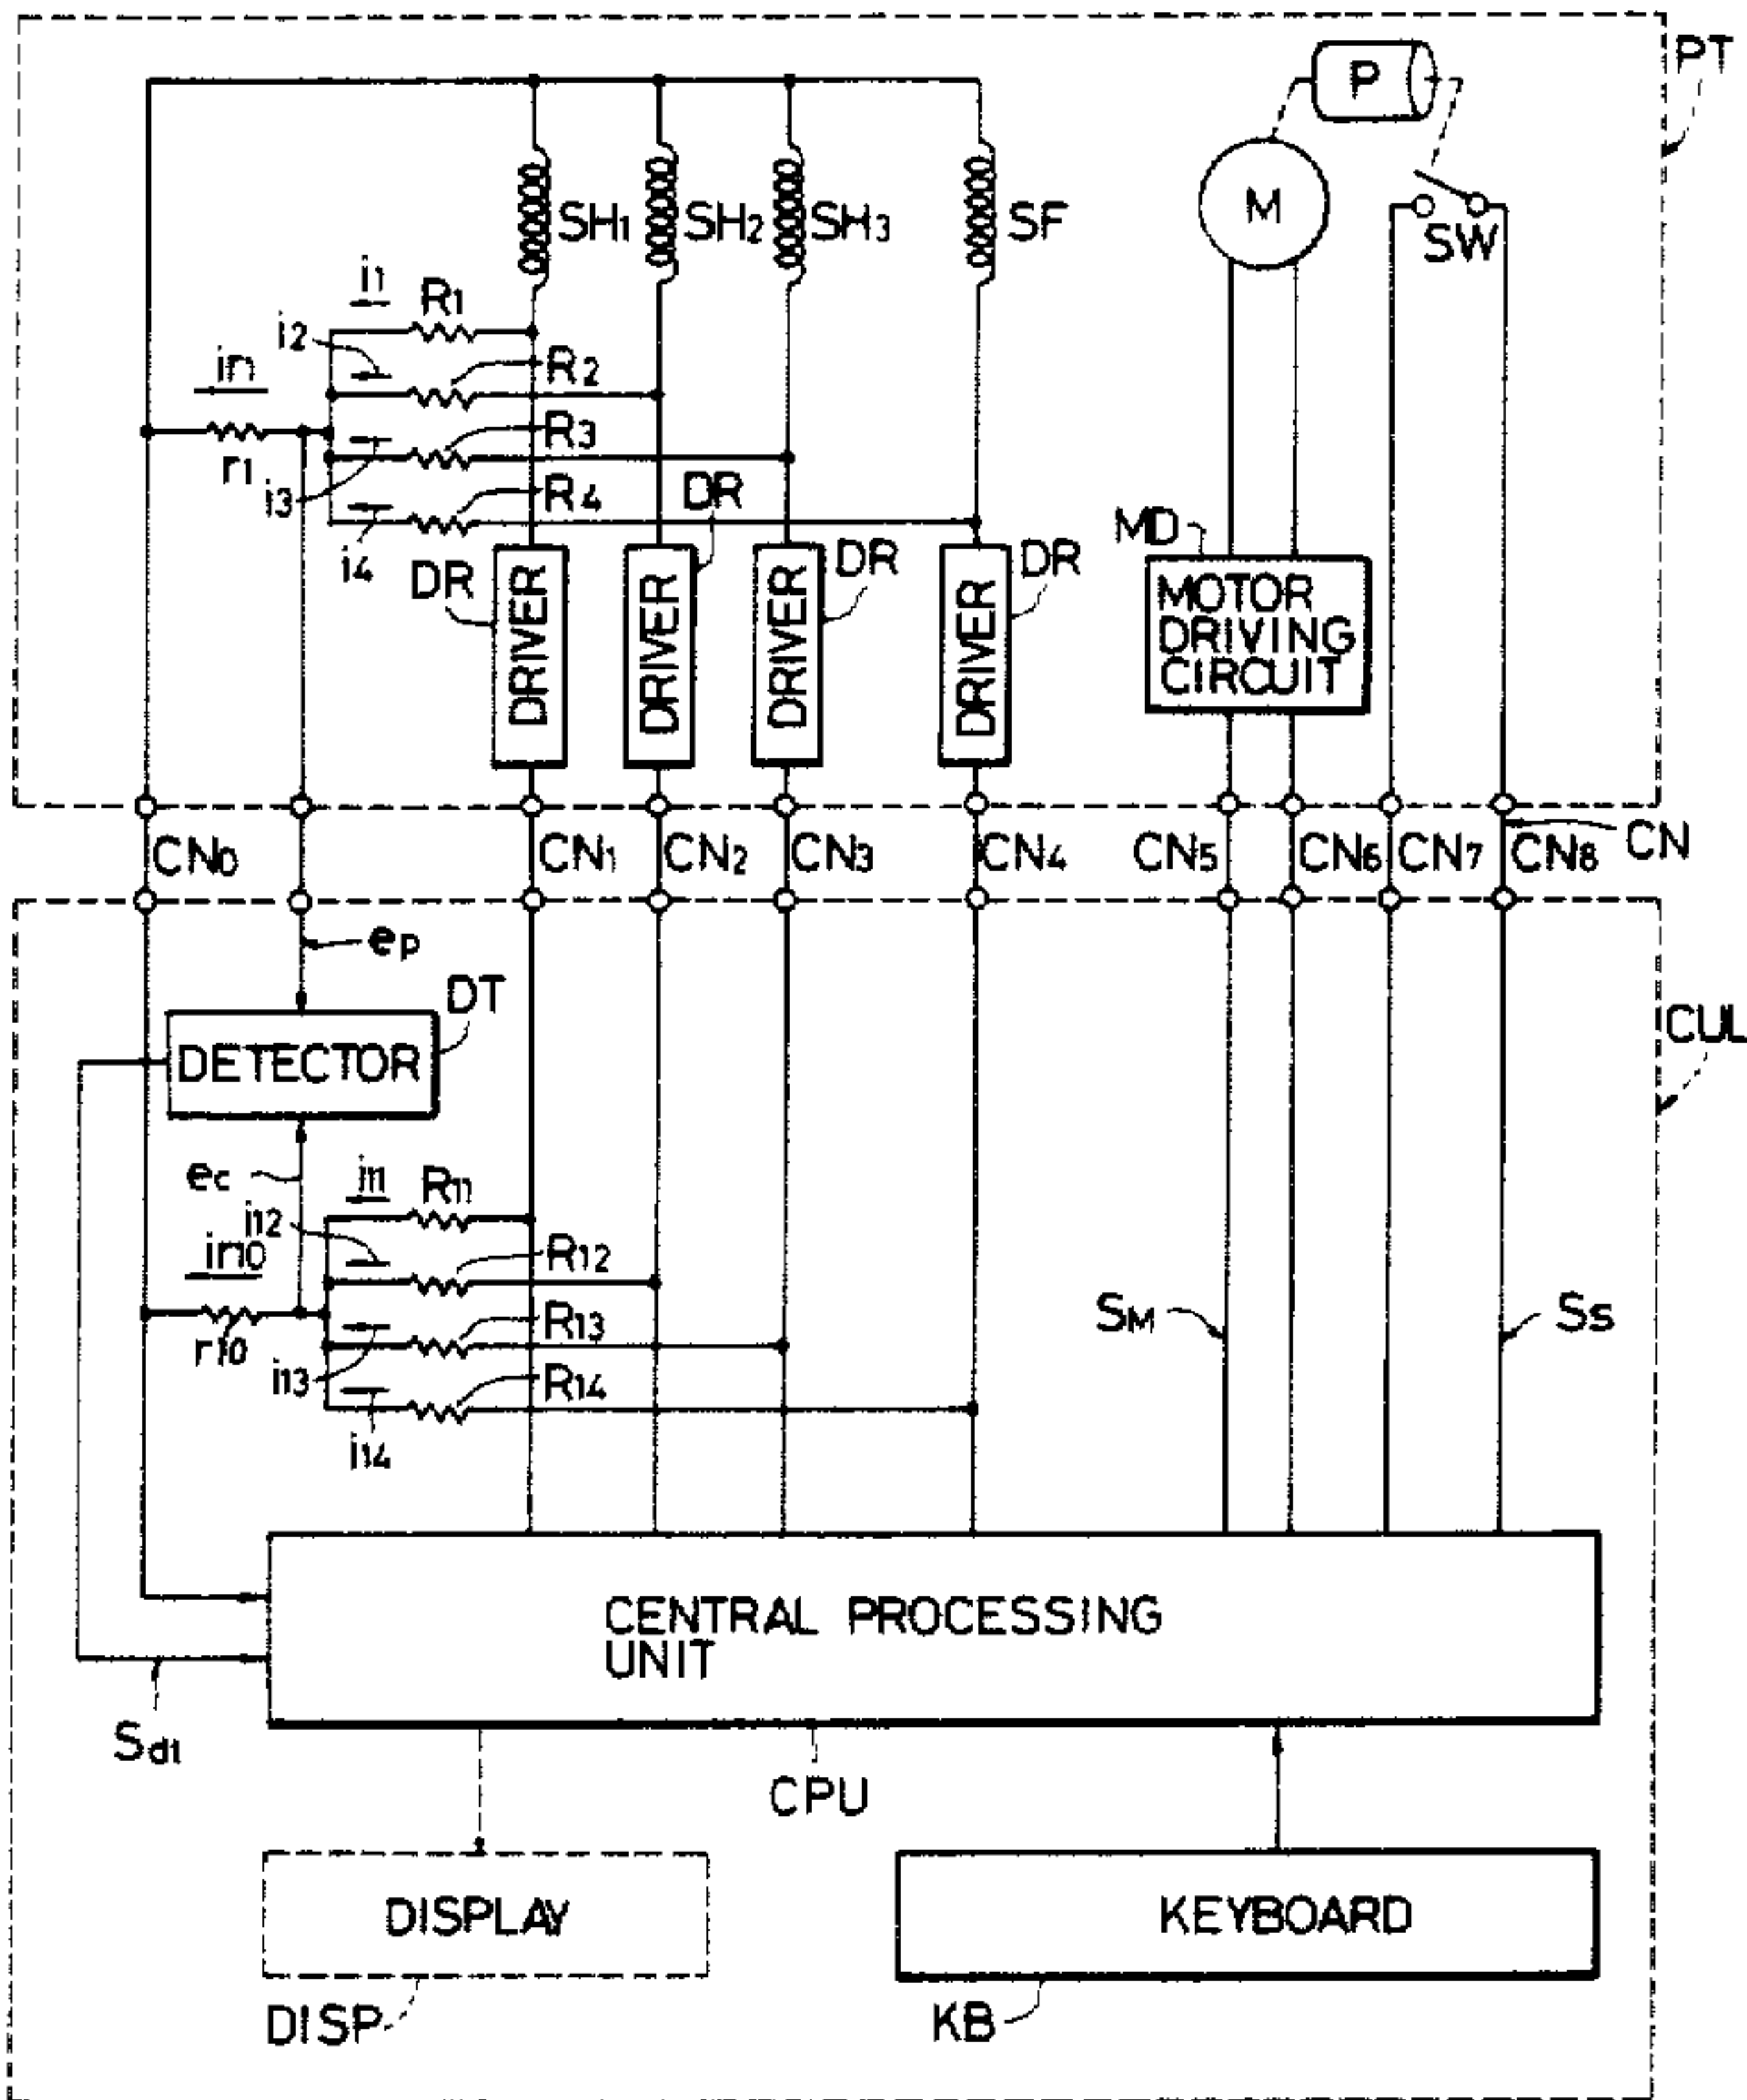 PT
P
M
SW
SH1
SH2
SH3
SF
i1
R1
i2
R2
in
R3
r1
i3
R4
i4
DR
DR
DR
DR
MD
DRIVER
DRIVER
DRIVER
DRIVER
MOTOR
DRIVING
CIRCUIT
CN0
CN1
CN2
CN3
CN4
CN5
CN6
CN7
CN8
CN
ep
DT
DETECTOR
CUL
ec
i11
R11
i12
R12
in0
R13
r10
i13
R14
i14
SM
SS
CENTRAL PROCESSING
UNIT
Sd1
CPU
DISPLAY
KEYBOARD
DISP
KB